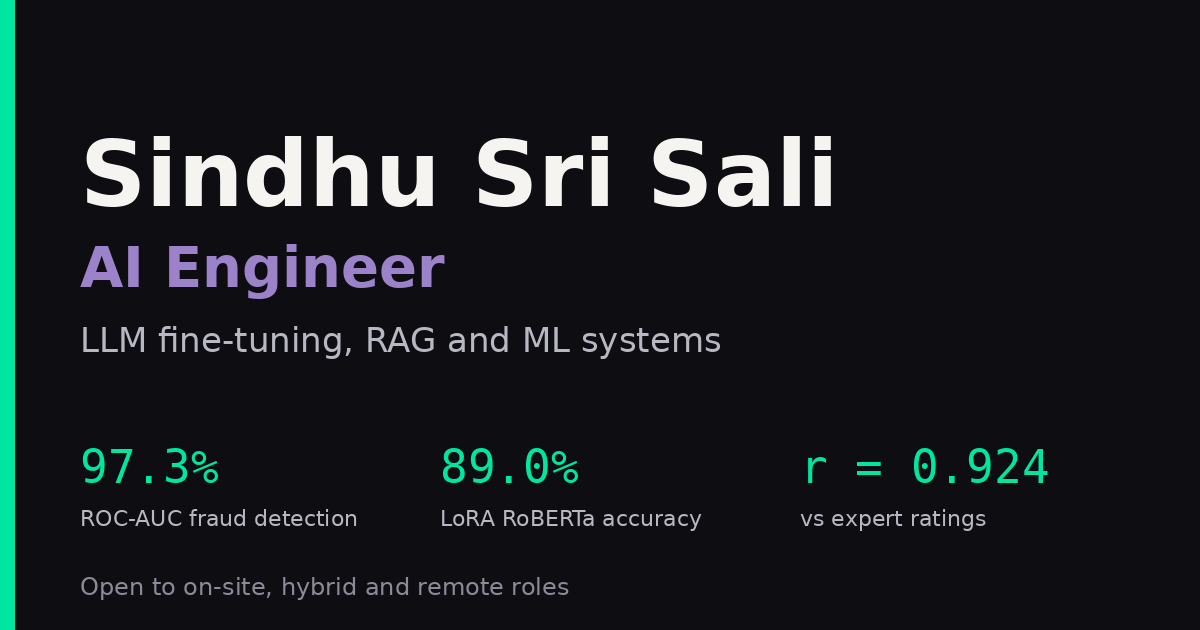 Sindhu Sri Sali
AI Engineer
LLM fine-tuning, RAG and ML systems
97.3%
ROC-AUC fraud detection
89.0%
LoRA RoBERTa accuracy
r = 0.924
vs expert ratings
Open to on-site, hybrid and remote roles